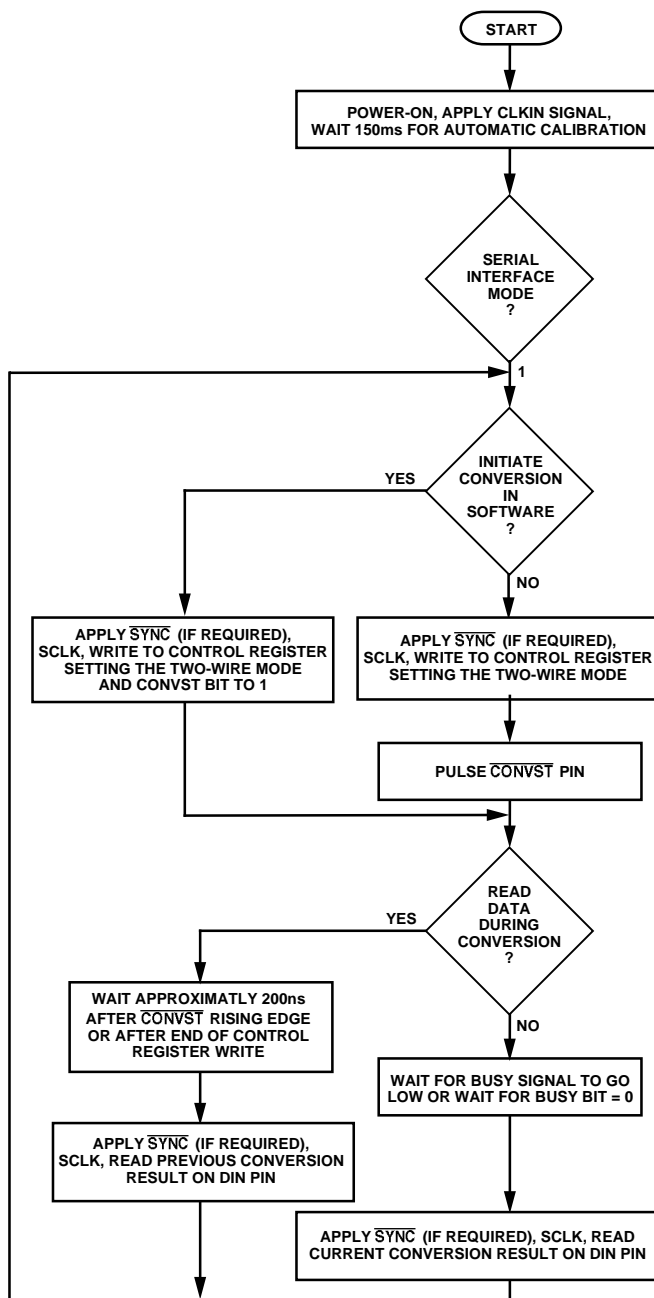 START
POWER-ON, APPLY CLKIN SIGNAL,
WAIT 150ms FOR AUTOMATIC CALIBRATION
SERIAL
INTERFACE
MODE
?
1
INITIATE
CONVERSION
IN
SOFTWARE
?
YES
NO
APPLY SYNC (IF REQUIRED),
SCLK, WRITE TO CONTROL REGISTER
SETTING THE TWO-WIRE MODE
AND CONVST BIT TO 1
APPLY SYNC (IF REQUIRED),
SCLK, WRITE TO CONTROL REGISTER
SETTING THE TWO-WIRE MODE
PULSE CONVST PIN
READ
DATA
DURING
CONVERSION
?
YES
NO
WAIT APPROXIMATLY 200ns
AFTER CONVST RISING EDGE
OR AFTER END OF CONTROL
REGISTER WRITE
WAIT FOR BUSY SIGNAL TO GO
LOW OR WAIT FOR BUSY BIT = 0
APPLY SYNC (IF REQUIRED),
SCLK, READ PREVIOUS CONVERSION
RESULT ON DIN PIN
APPLY SYNC (IF REQUIRED), SCLK, READ
CURRENT CONVERSION RESULT ON DIN PIN